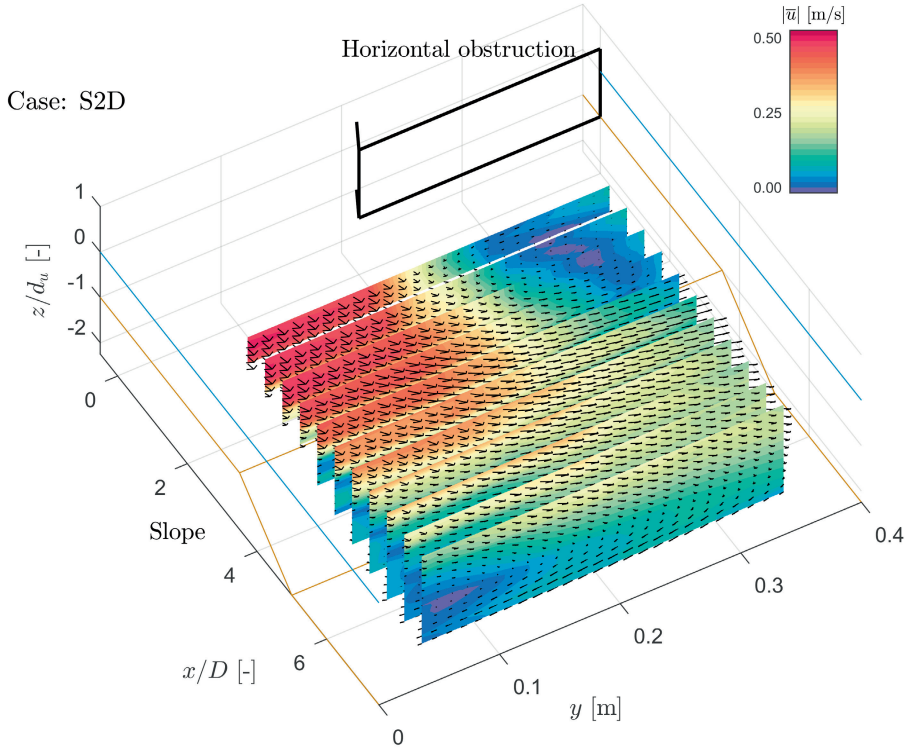 |u̅| [m/s]
0.50
0.25
0.00
Horizontal obstruction
Case: S2D
1
0
-1
-2
z/d_u [-]
0
2
4
6
Slope
x/D [-]
0
0.1
0.2
0.3
0.4
y [m]